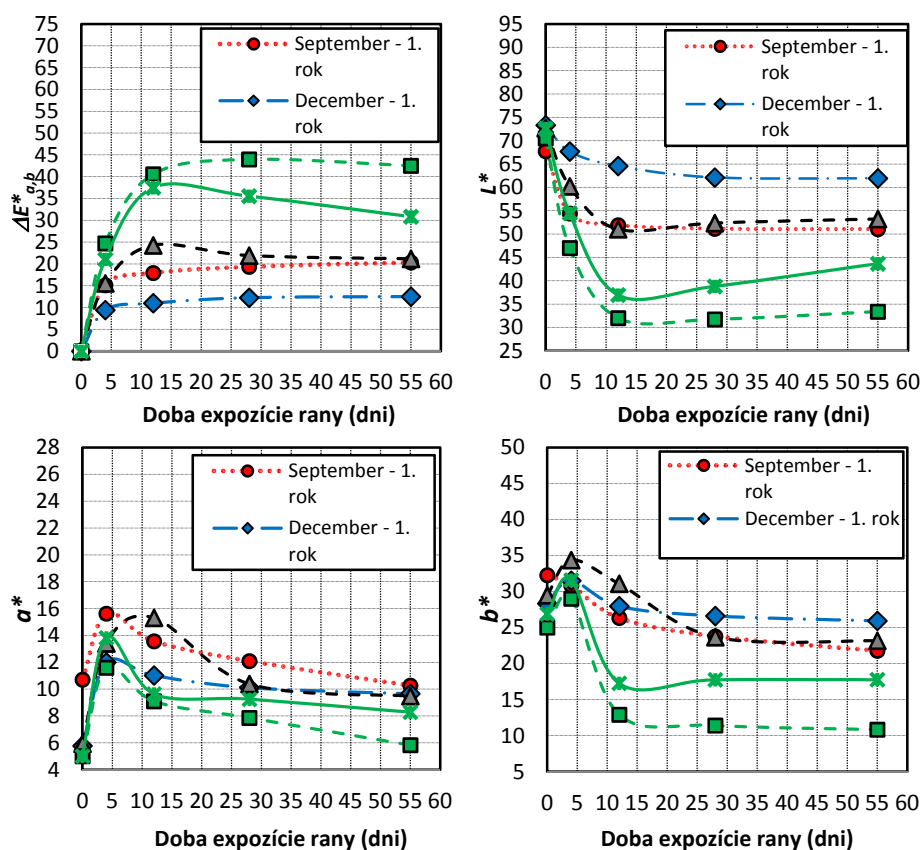 75
70
65
60
55
50
45
40
35
30
25
20
15
10
5
0
ΔE*a,b
September - 1.
rok
December - 1.
rok
0 5 10 15 20 25 30 35 40 45 50 55 60
Doba expozície rany (dni)
95
90
85
80
75
70
65
60
55
50
45
40
35
30
25
L*
September - 1.
rok
December - 1.
rok
0 5 10 15 20 25 30 35 40 45 50 55 60
Doba expozície rany (dni)
28
26
24
22
20
18
16
14
12
10
8
6
4
a*
September - 1.
rok
December - 1.
rok
0 5 10 15 20 25 30 35 40 45 50 55 60
Doba expozície rany (dni)
50
45
40
35
30
25
20
15
10
5
b*
September - 1.
rok
December - 1. rok
0 5 10 15 20 25 30 35 40 45 50 55 60
Doba expozície rany (dni)